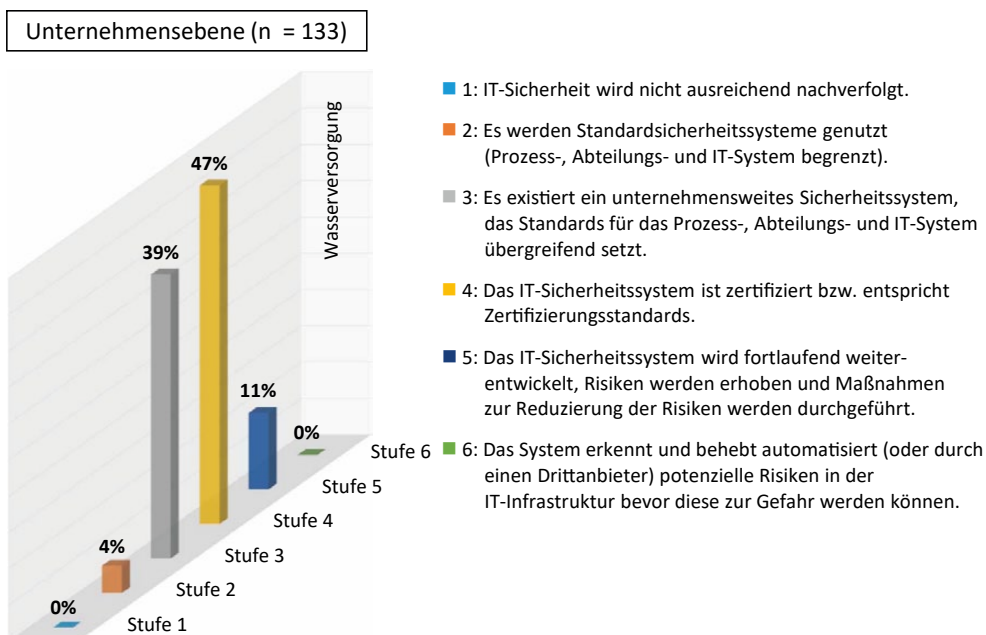 Unternehmensebene (n = 133)
Wasserversorgung
47%
39%
11%
0%
4%
0%
Stufe 6
Stufe 5
Stufe 4
Stufe 3
Stufe 2
Stufe 1
1: IT-Sicherheit wird nicht ausreichend nachverfolgt.
2: Es werden Standardsicherheitssysteme genutzt
(Prozess-, Abteilungs- und IT-System begrenzt).
3: Es existiert ein unternehmensweites Sicherheitssystem,
das Standards für das Prozess-, Abteilungs- und IT-System
übergreifend setzt.
4: Das IT-Sicherheitssystem ist zertifiziert bzw. entspricht
Zertifizierungsstandards.
5: Das IT-Sicherheitssystem wird fortlaufend weiter-
entwickelt, Risiken werden erhoben und Maßnahmen
zur Reduzierung der Risiken werden durchgeführt.
6: Das System erkennt und behebt automatisiert (oder durch
einen Drittanbieter) potenzielle Risiken in der
IT-Infrastruktur bevor diese zur Gefahr werden können.